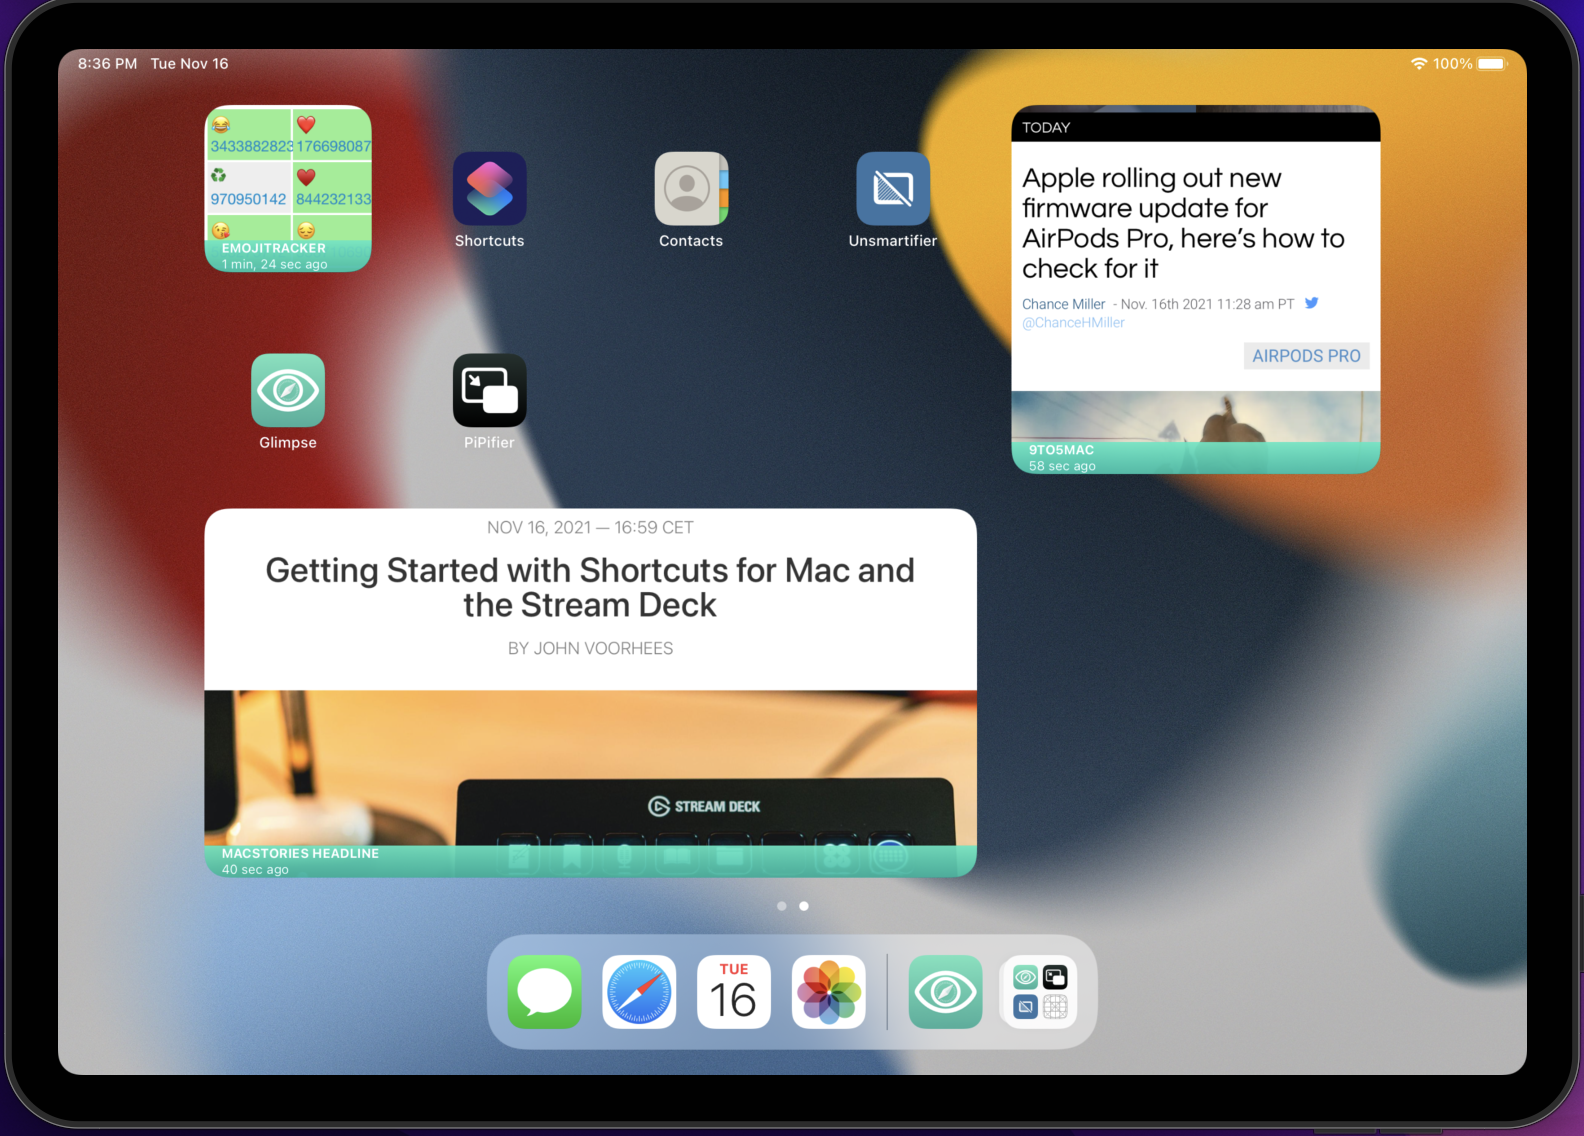 8:36 PM Tue Nov 16
100%
3433882823 176698087
970950142 844232133
EMOJITRACKER
1 min, 24 sec ago
Shortcuts
Contacts
Unsmartifier
TODAY
Apple rolling out new
firmware update for
AirPods Pro, here’s how to
check for it
Chance Miller - Nov. 16th 2021 11:28 am PT
@ChanceHMiller
AIRPODS PRO
9TO5MAC
58 sec ago
Glimpse
PiPifier
NOV 16, 2021 — 16:59 CET
Getting Started with Shortcuts for Mac and
the Stream Deck
BY JOHN VOORHEES
STREAM DECK
MACSTORIES HEADLINE
40 sec ago
TUE
16